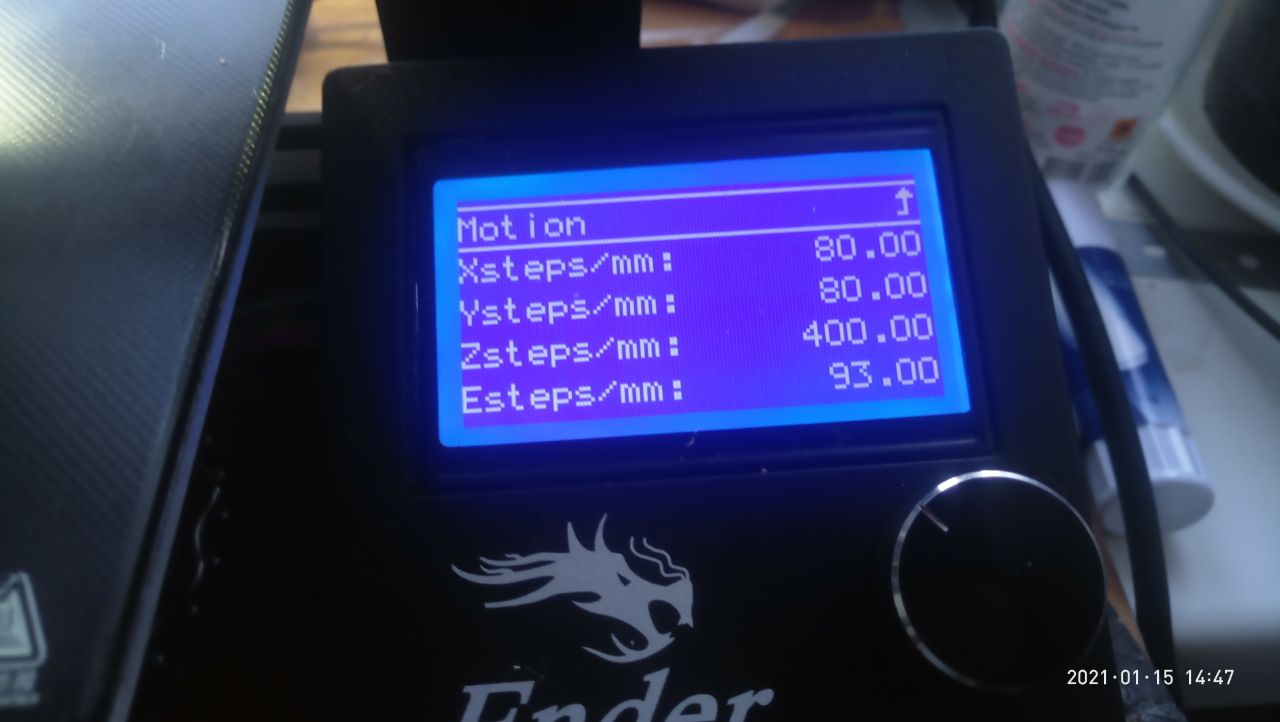 Motion
Xsteps/mm: 80.00
Ysteps/mm: 80.00
Zsteps/mm: 400.00
Esteps/mm: 93.00
Ender
2021·01·15 14:47